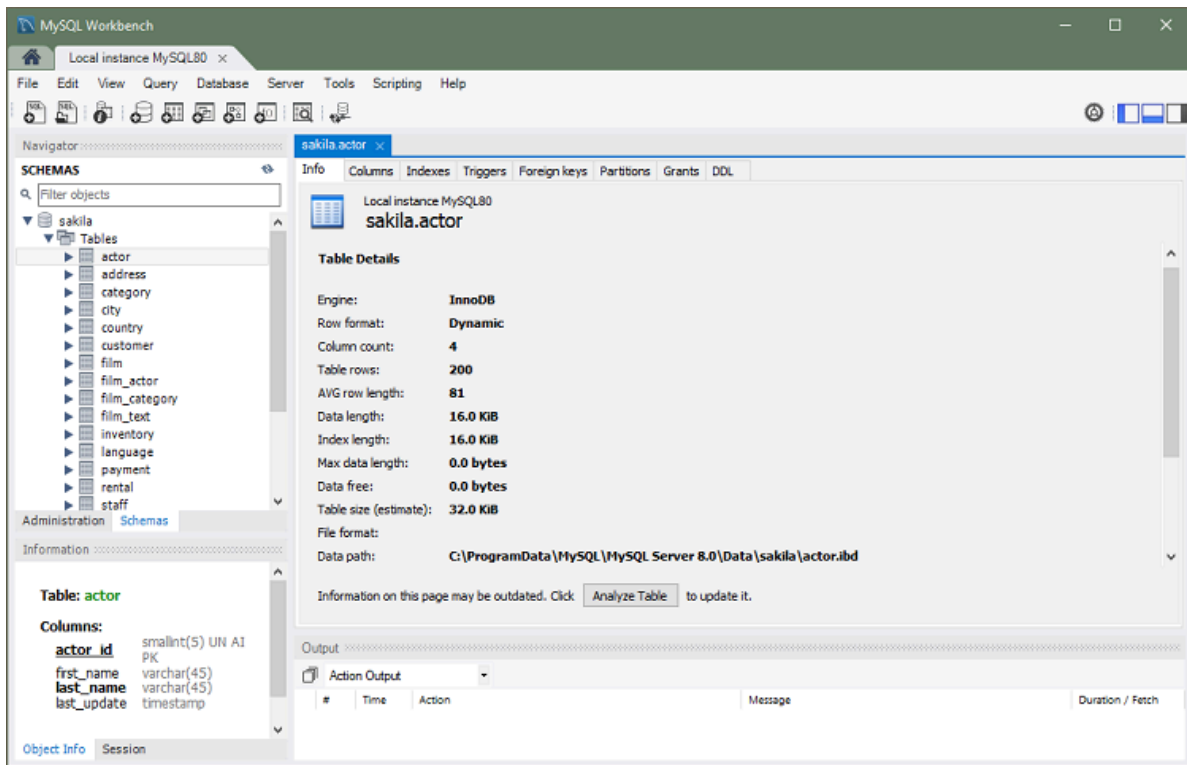 MySQL Workbench
Local instance MySQL80
File Edit View Query Database Server Tools Scripting Help
Navigator
SCHEMAS
Filter objects
sakila
Tables
actor
address
category
city
country
customer
film
film_actor
film_category
film_text
inventory
language
payment
rental
staff
Administration Schemas
Information
Table: actor
Columns:
actor_id smallint(5) UN AI
PK
first_name varchar(45)
last_name varchar(45)
last_update timestamp
Object Info Session
sakila.actor
Info Columns Indexes Triggers Foreign keys Partitions Grants DDL
Local instance MySQL80
sakila.actor
Table Details
Engine: InnoDB
Row format: Dynamic
Column count: 4
Table rows: 200
AVG row length: 81
Data length: 16.0 KiB
Index length: 16.0 KiB
Max data length: 0.0 bytes
Data free: 0.0 bytes
Table size (estimate): 32.0 KiB
File format:
Data path: C:\ProgramData\MySQL\MySQL Server 8.0\Data\sakila\actor.ibd
Information on this page may be outdated. Click Analyze Table to update it.
Output
Action Output
# Time Action Message Duration / Fetch